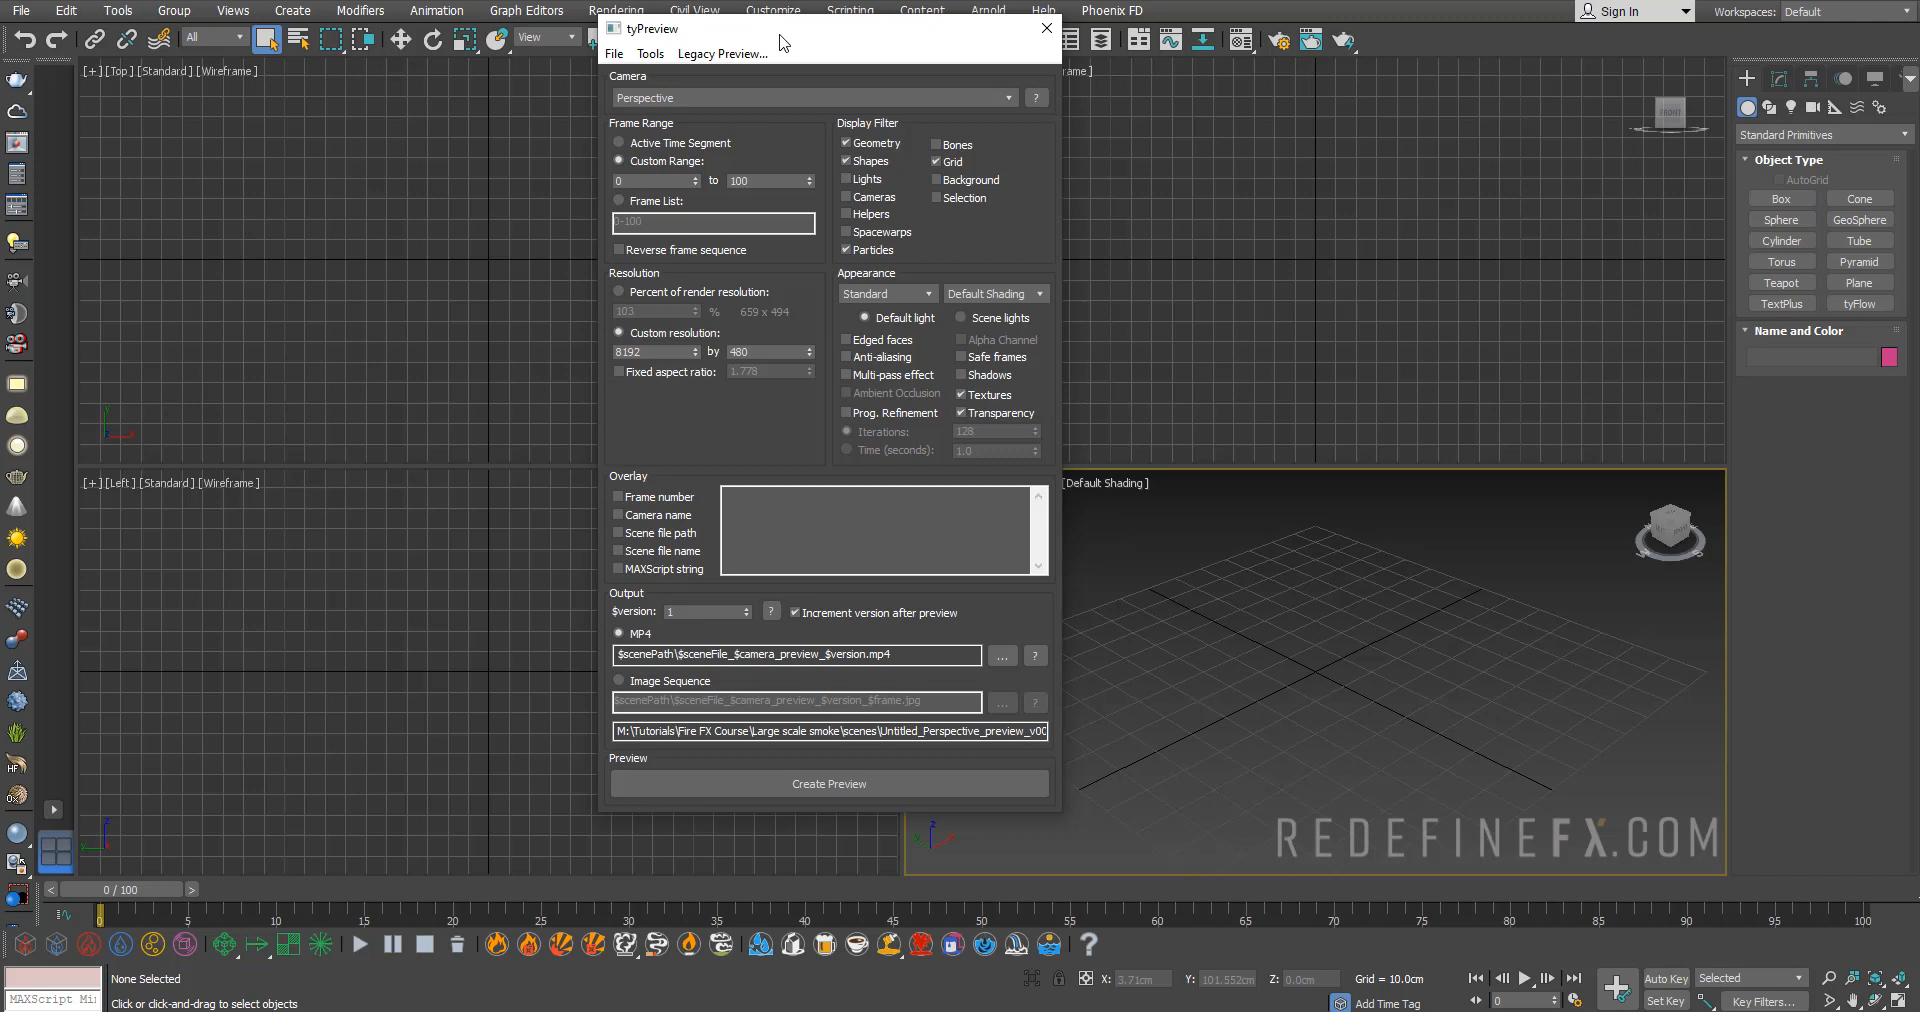 File Edit Tools Group Views Create Modifiers Animation Graph Editors Rendering Customize Scripting Content Arnold Help Phoenix FD Sign In Workspaces: Default
All View
tyPreview
File Tools Legacy Preview...
Camera
Perspective ?
Frame Range
Active Time Segment
Custom Range:
0 to 100
Frame List:
0-100
Reverse frame sequence
Display Filter
Geometry Bones
Shapes Grid
Lights Background
Cameras Selection
Helpers
Spacewarps
Particles
Resolution
Percent of render resolution:
103 % 659 x 494
Custom resolution:
8192 by 480
Fixed aspect ratio: 1.778
Appearance
Standard Default Shading
Default light Scene lights
Edged faces Alpha Channel
Anti-aliasing Safe frames
Multi-pass effect Shadows
Ambient Occlusion Textures
Prog. Refinement Transparency
Iterations: 128
Time (seconds): 1.0
Overlay
Frame number
Camera name
Scene file path
Scene file name
MAXScript string
Output
$version: 1 ? Increment version after preview
MP4
$scenePath\$sceneFile_$camera_preview_$version.mp4 ... ?
Image Sequence
$scenePath\$sceneFile_$camera_preview_$version_$frame.jpg ... ?
M:\Tutorials\Fire FX Course\Large scale smoke\scenes\Untitled_Perspective_preview_v00
Preview
Create Preview
[+] [Top] [Standard] [Wireframe]
rame ]
FRONT
[+] [Left] [Standard] [Wireframe]
[Default Shading]
REDEFINEFX.COM
Standard Primitives
Object Type
AutoGrid
Box Cone
Sphere GeoSphere
Cylinder Tube
Torus Pyramid
Teapot Plane
TextPlus tyFlow
Name and Color
< 0 / 100 >
0 5 10 15 20 25 30 35 40 45 50 55 60 65 70 75 80 85 90 95 100
None Selected
X: 3.71cm Y: 101.552cm Z: 0.0cm Grid = 10.0cm
Auto Key Selected
MAXScript Mi
Click or click-and-drag to select objects
Add Time Tag
0
Set Key Key Filters...